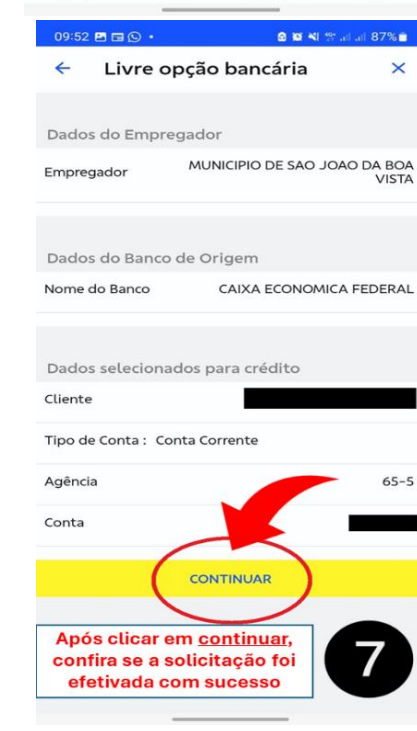 09:52 87%
Livre opção bancária
Dados do Empregador
Empregador MUNICIPIO DE SAO JOAO DA BOA VISTA
Dados do Banco de Origem
Nome do Banco CAIXA ECONOMICA FEDERAL
Dados selecionados para crédito
Cliente
Tipo de Conta : Conta Corrente
Agência 65-5
Conta
CONTINUAR
Após clicar em continuar,
confira se a solicitação foi
efetivada com sucesso
7